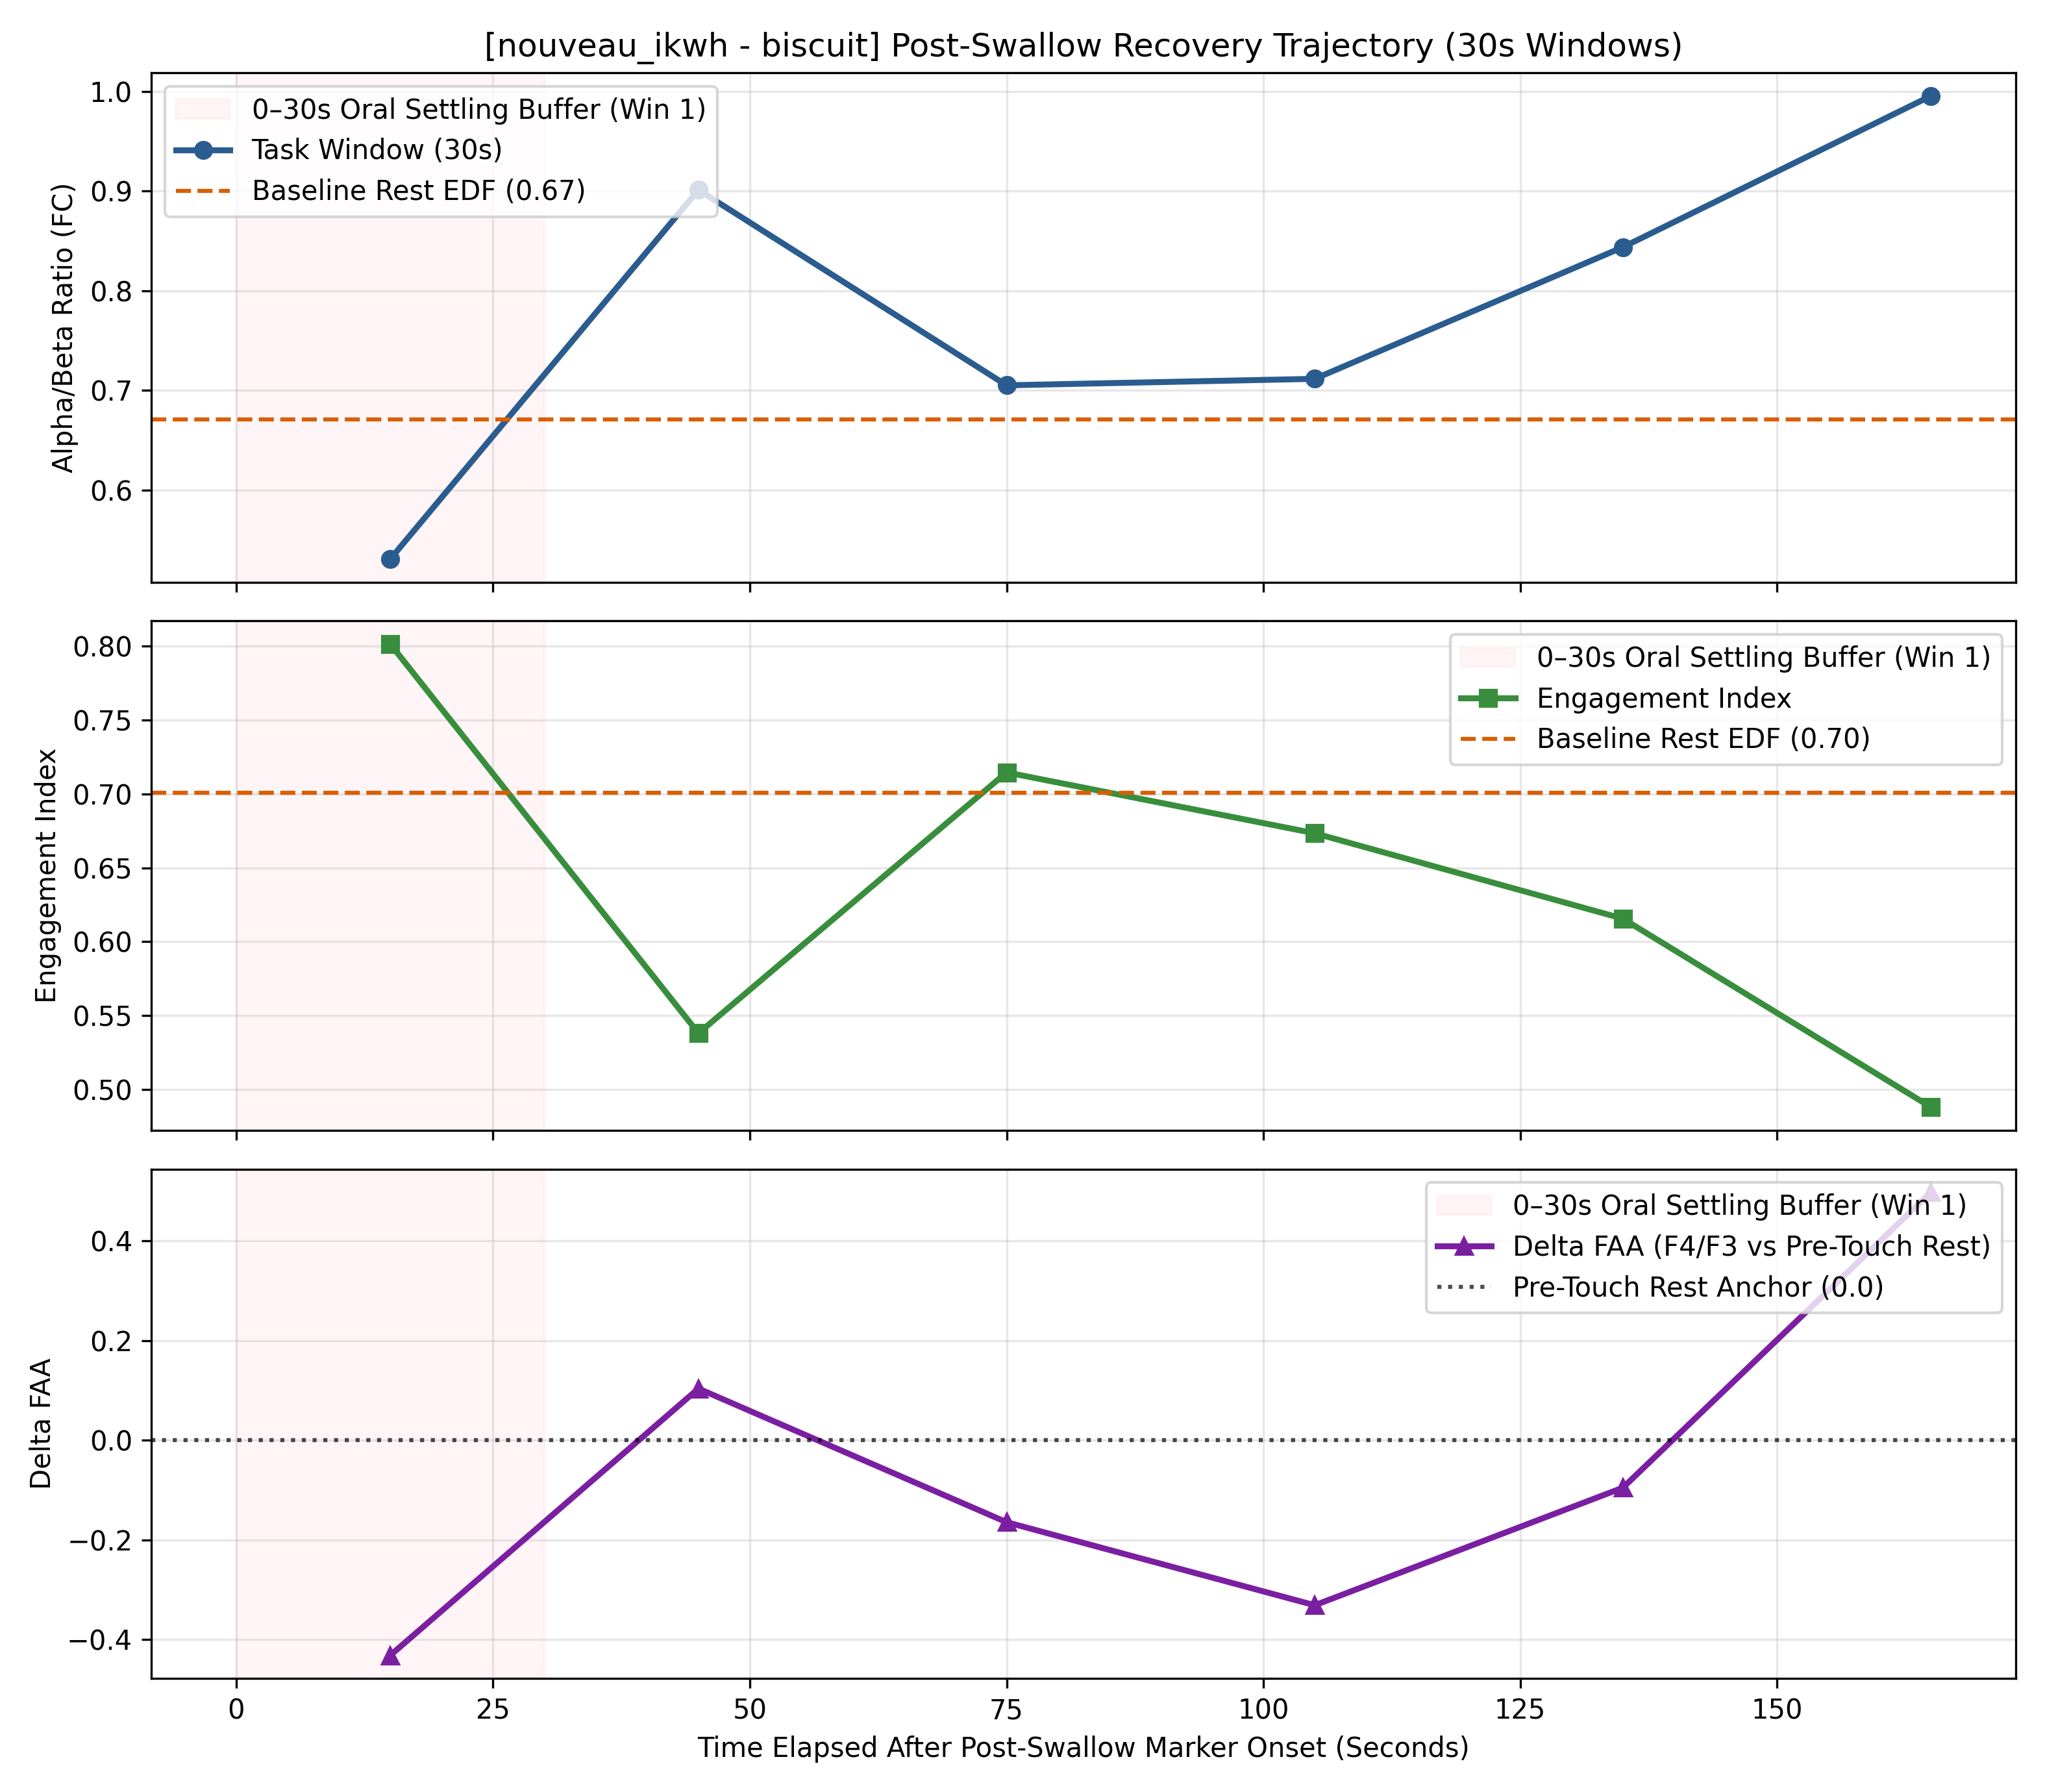 [nouveau_ikwh - biscuit] Post-Swallow Recovery Trajectory (30s Windows)
1.0
0.9
0.8
0.7
0.6
Alpha/Beta Ratio (FC)
0–30s Oral Settling Buffer (Win 1)
Task Window (30s)
Baseline Rest EDF (0.67)
0.80
0.75
0.70
0.65
0.60
0.55
0.50
Engagement Index
0–30s Oral Settling Buffer (Win 1)
Engagement Index
Baseline Rest EDF (0.70)
0.4
0.2
0.0
−0.2
−0.4
Delta FAA
0–30s Oral Settling Buffer (Win 1)
Delta FAA (F4/F3 vs Pre-Touch Rest)
Pre-Touch Rest Anchor (0.0)
0 25 50 75 100 125 150
Time Elapsed After Post-Swallow Marker Onset (Seconds)